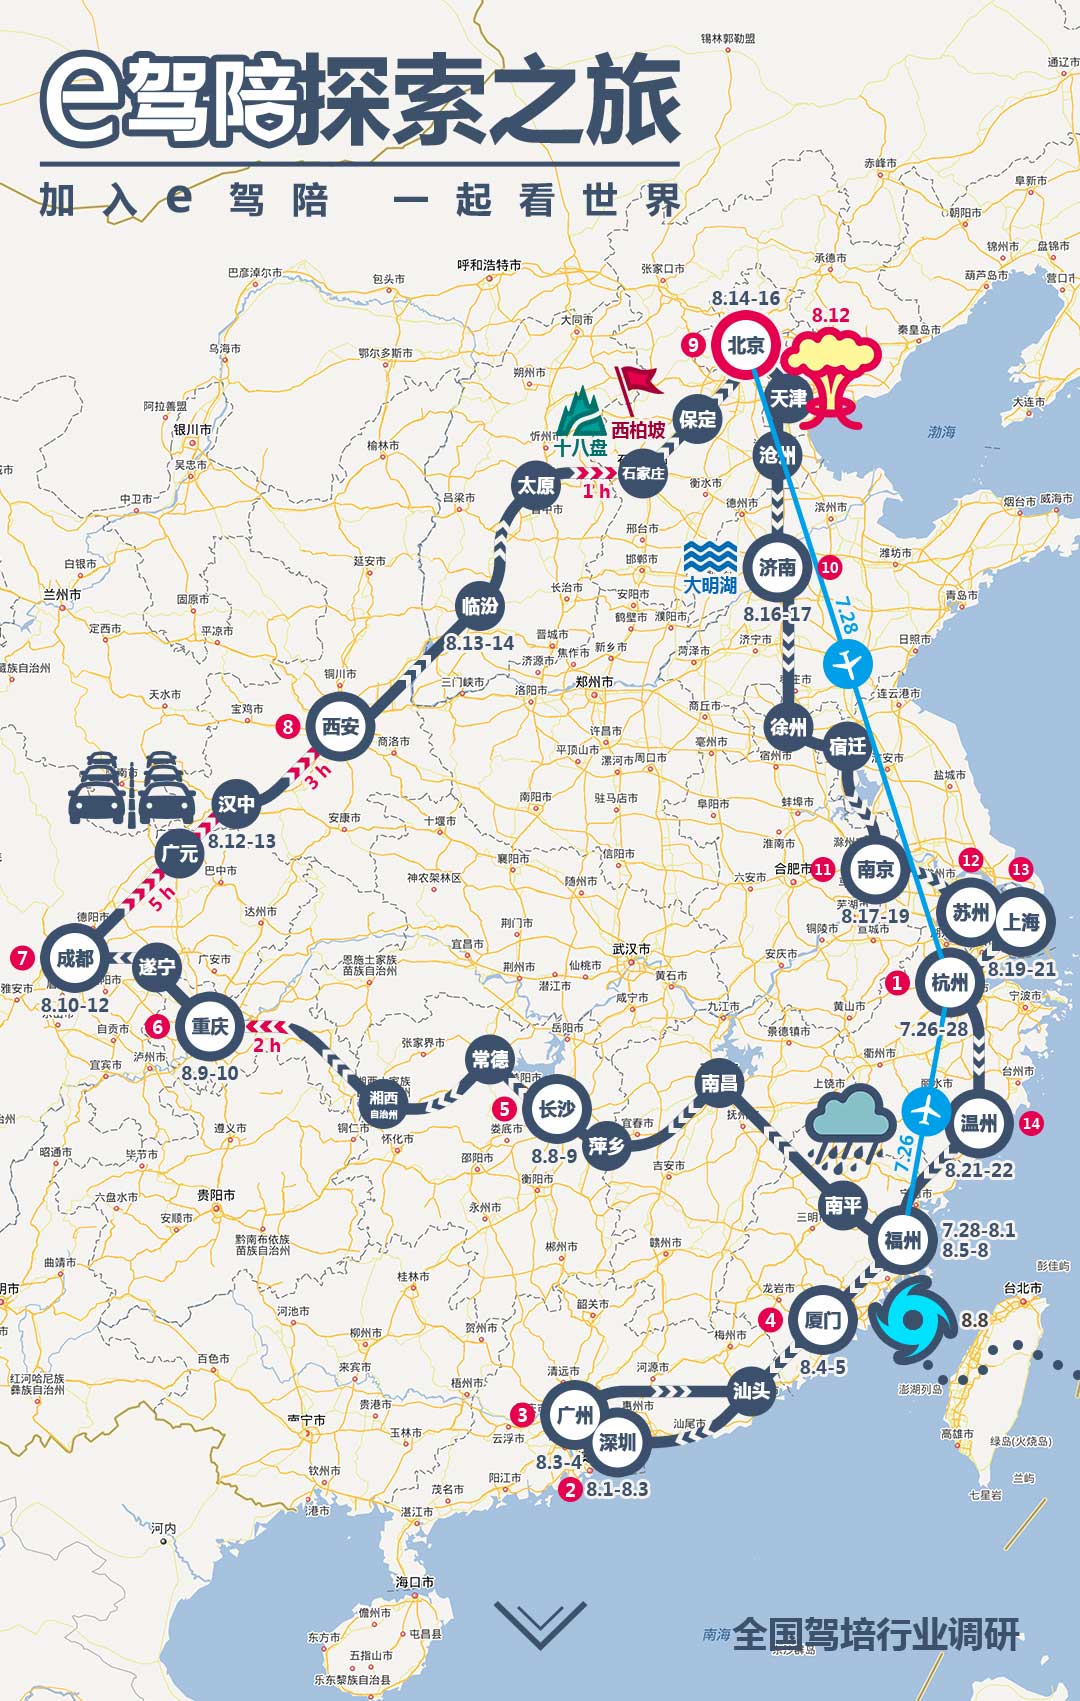 e驾陪探索之旅
加入e驾陪 一起看世界
锡林郭勒盟
通辽市
赤峰市
阜新市
朝阳市
锦州市
盘锦市
葫芦岛市
营口市
承德市
张家口市
呼和浩特市
巴彦淖尔市
包头市
8.14-16
8.12
大同市
秦皇岛市
乌海市
鄂尔多斯市
9
北京
朔州市
天津
大连市
阿拉善盟
银川市
保定
十八盘
西柏坡
忻州市
沧州
渤海
榆林市
吴忠市
石家庄
太原
1 h
衡水市
中卫市
吕梁市
德州市
滨州市
烟台市
威海市
邢台市
白银市
延安市
邯郸市
大明湖
济南
10
潍坊市
兰州市
固原市
长治市
安阳市
青岛市
临汾
8.16-17
7.28
定西市
平凉市
8.13-14
晋城市
鹤壁市
濮阳市
焦作市
新乡市
济源市
菏泽市
济宁市
日照市
铜川市
三门峡市
洛阳市
郑州市
天水市
宝鸡市
商丘市
连云港市
8
西安
商洛市
许昌市
徐州
宿迁
平顶山市
漯河市
周口市
亳州市
宿州市
3 h
淮安市
盐城市
南阳市
驻马店市
阜阳市
蚌埠市
汉中
8.12-13
安康市
十堰市
广元
巴中市
襄阳市
信阳市
淮南市
滁州市
合肥市
11
南京
12
13
5 h
神农架林区
随州市
六安市
德阳市
达州市
荆门市
8.17-19
苏州
上海
7
成都
遂宁
广安市
恩施土家族
苗族自治州
宜昌市
荆州市
仙桃市
潜江市
武汉市
黄石市
安庆市
铜陵市
宣城市
8.19-21
1
杭州
宁波市
雅安市
8.10-12
6
重庆
2 h
咸宁市
九江市
黄山市
景德镇市
7.26-28
自贡市
张家界市
岳阳市
衢州市
宜宾市
泸州市
8.9-10
常德
南昌
上饶市
丽水市
台州市
湘西
自治州
5
长沙
温州
14
遵义市
铜仁市
怀化市
娄底市
萍乡
宜春市
抚州市
7.26
昭通市
毕节市
邵阳市
8.8-9
吉安市
8.21-22
六盘水市
贵阳市
衡阳市
南平
安顺市
永州市
三明市
福州
7.28-8.1
8.5-8
黔南布依族
苗族自治州
郴州市
赣州市
曲靖市
桂林市
彭佳屿
龙岩市
台北市
河池市
韶关市
4
厦门
8.8
柳州市
贺州市
梅州市
百色市
来宾市
清远市
河源市
8.4-5
红河哈尼族
彝族自治州
梧州市
汕头
澎湖列岛
贵港市
3
广州
惠州市
南宁市
玉林市
云浮市
深圳
汕尾市
高雄市
绿岛(火烧岛)
8.3-4
钦州市
阳江市
2
8.1-8.3
兰屿
茂名市
七星岩
湛江市
河内
海口市
儋州市
东方市
屯昌县
五指山市
乐东黎族自治县
南海
全国驾培行业调研